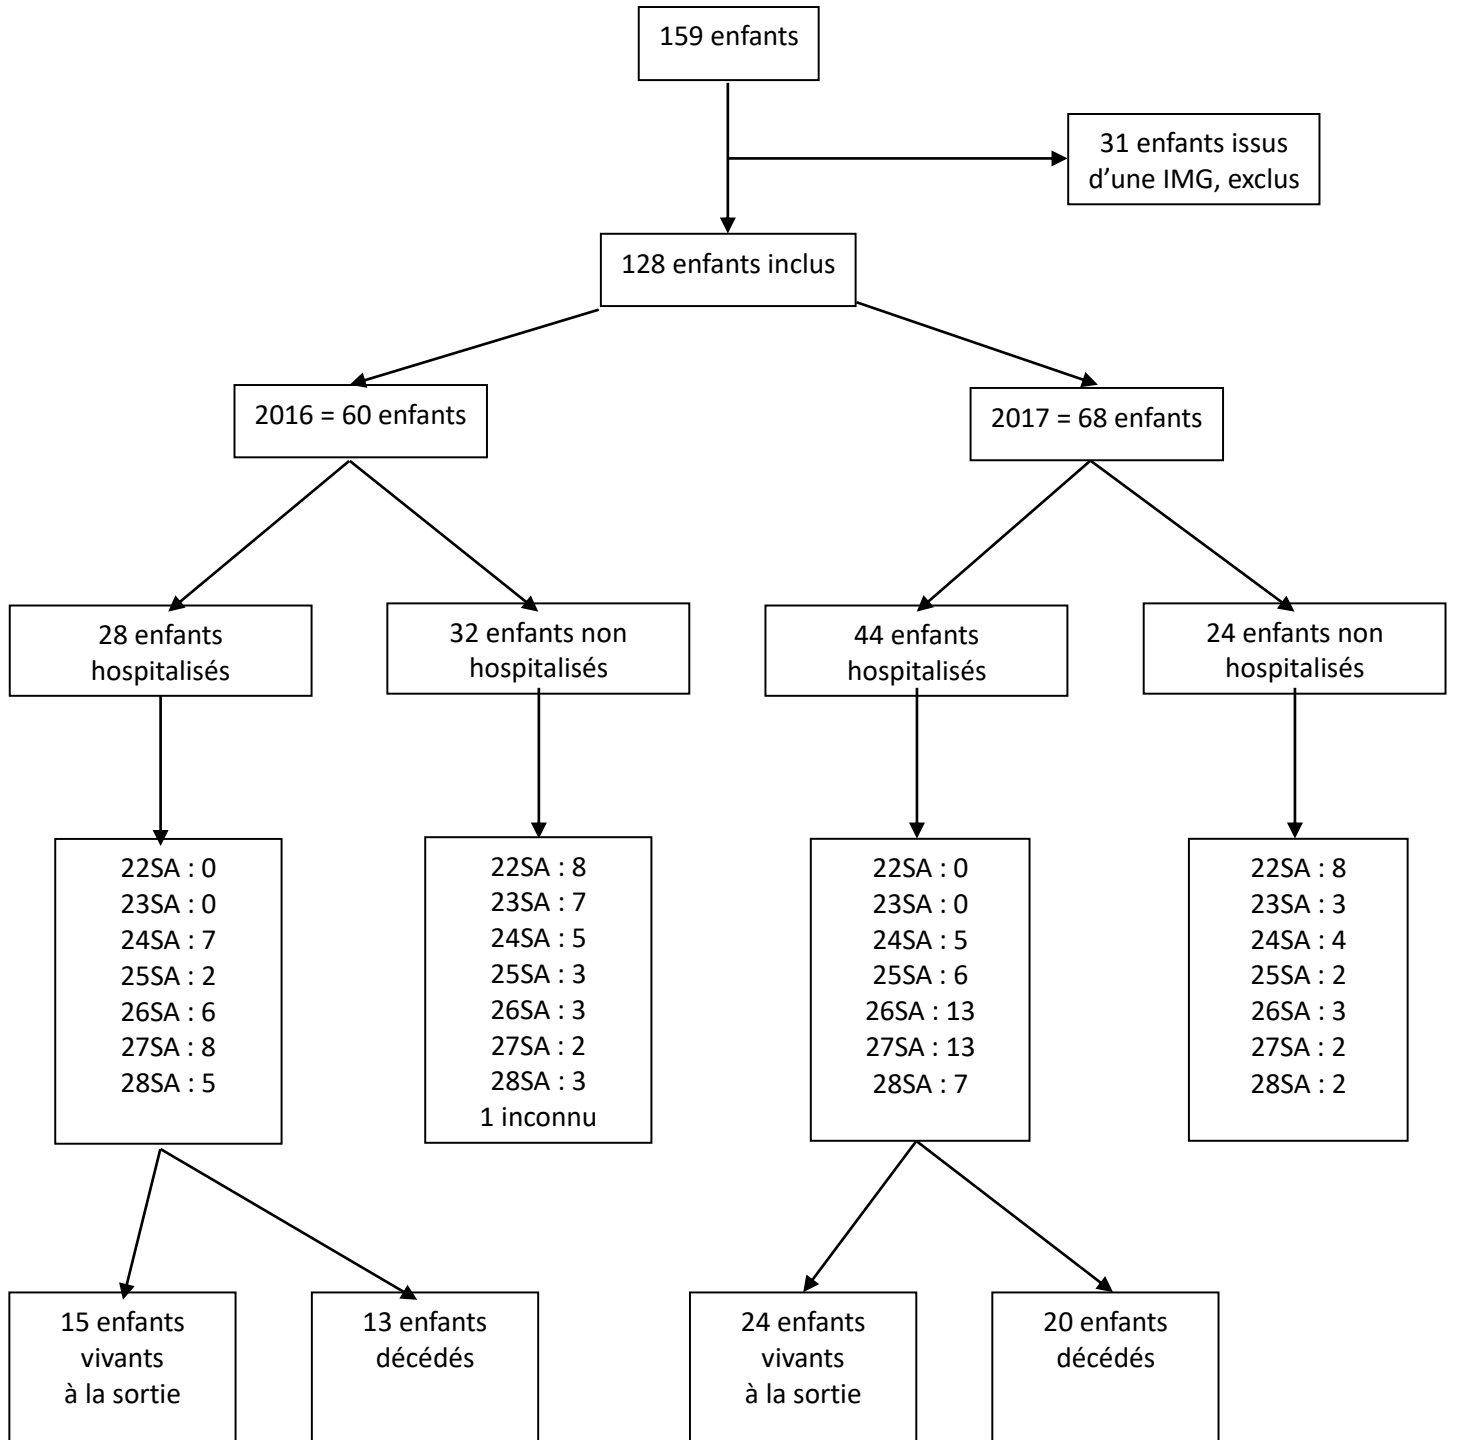 159 enfants
31 enfants issus
d’une IMG, exclus
128 enfants inclus
2016 = 60 enfants
2017 = 68 enfants
28 enfants
hospitalisés
32 enfants non
hospitalisés
44 enfants
hospitalisés
24 enfants non
hospitalisés
22SA : 0
23SA : 0
24SA : 7
25SA : 2
26SA : 6
27SA : 8
28SA : 5
22SA : 8
23SA : 7
24SA : 5
25SA : 3
26SA : 3
27SA : 2
28SA : 3
1 inconnu
22SA : 0
23SA : 0
24SA : 5
25SA : 6
26SA : 13
27SA : 13
28SA : 7
22SA : 8
23SA : 3
24SA : 4
25SA : 2
26SA : 3
27SA : 2
28SA : 2
15 enfants
vivants
à la sortie
13 enfants
décédés
24 enfants
vivants
à la sortie
20 enfants
décédés